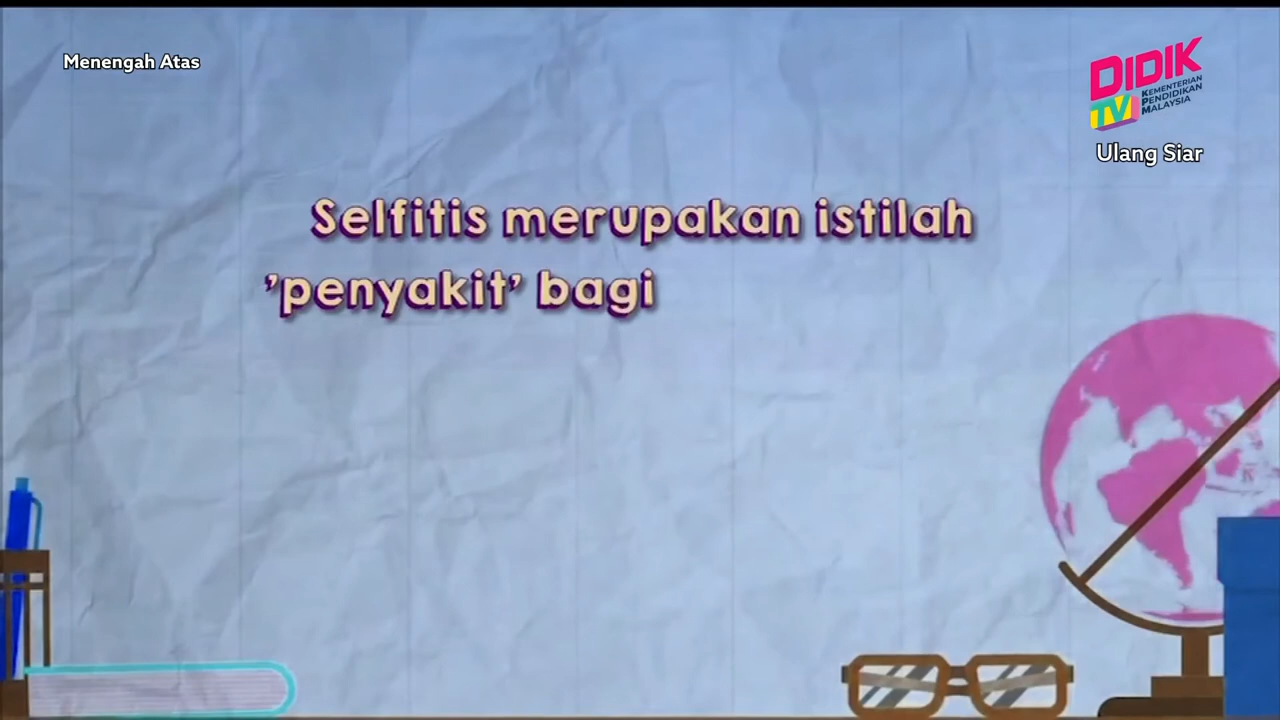 Menengah Atas
DIDIK
TV KEMENTERIAN
PENDIDIKAN
MALAYSIA
Ulang Siar
Selfitis merupakan istilah
'penyakit' bagi